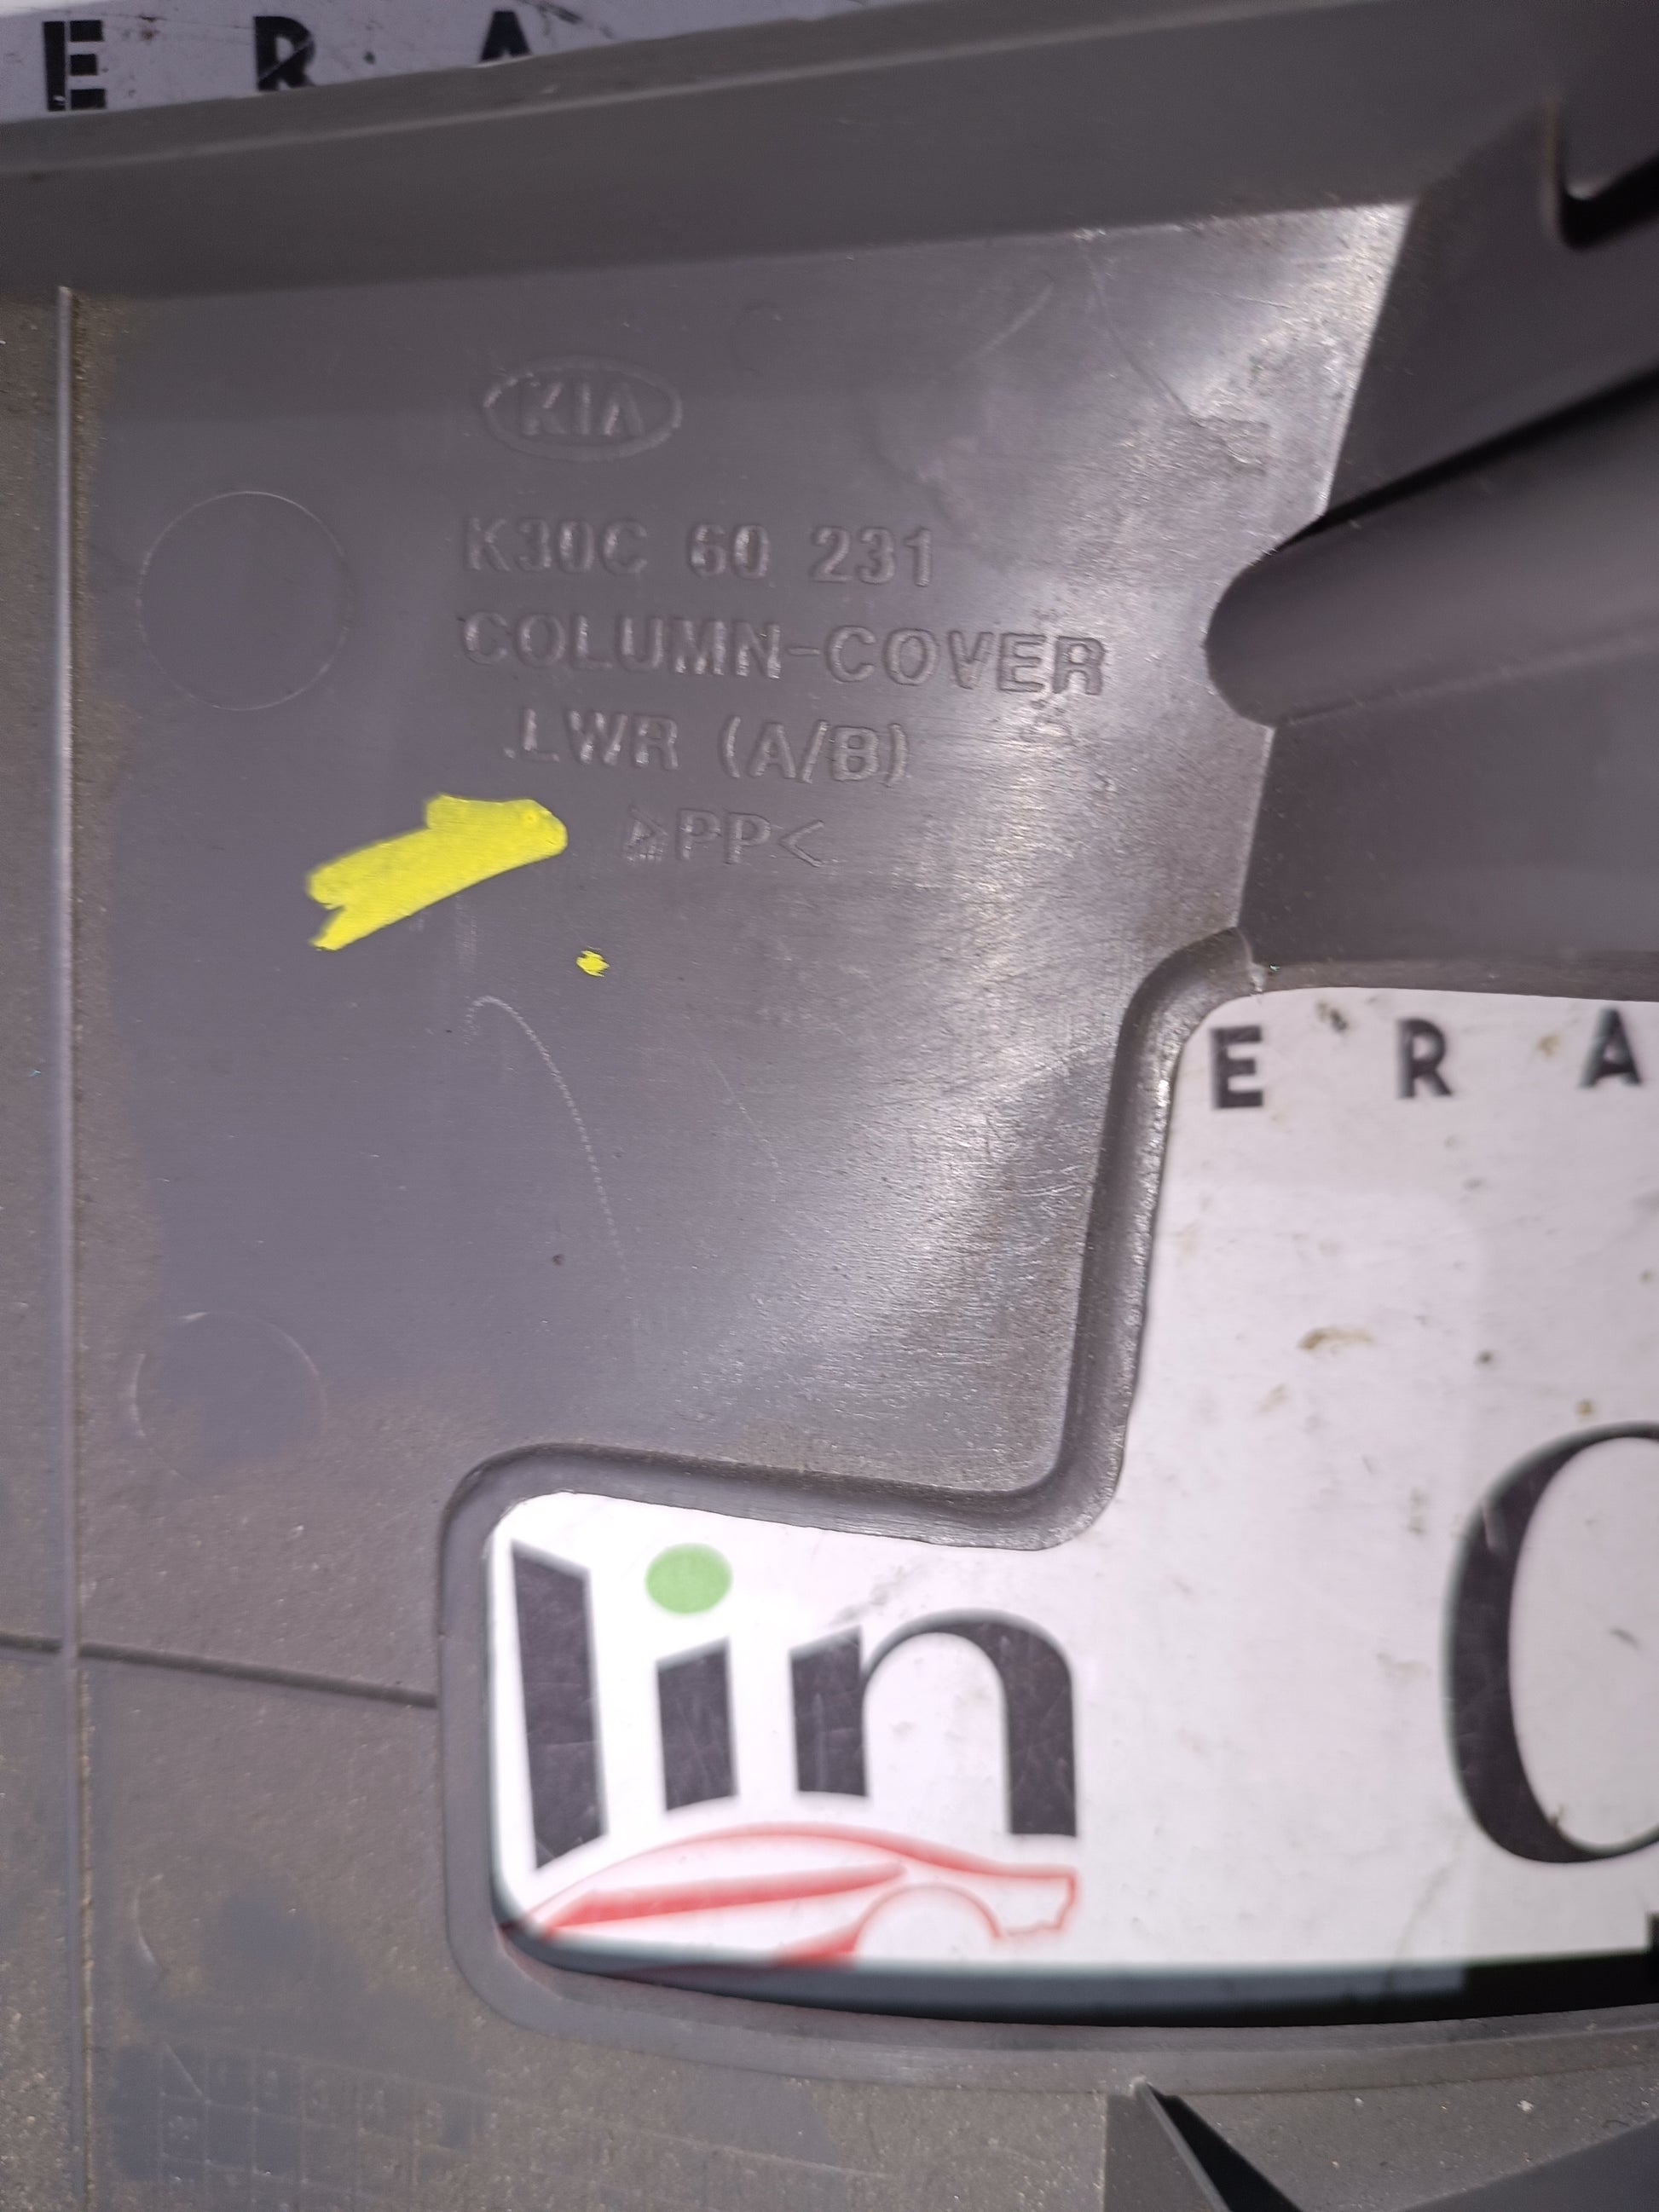 E R A
KIA
K30C 60 231
COLUMN-COVER
LWR (A/B)
>PP<
E R A
lin